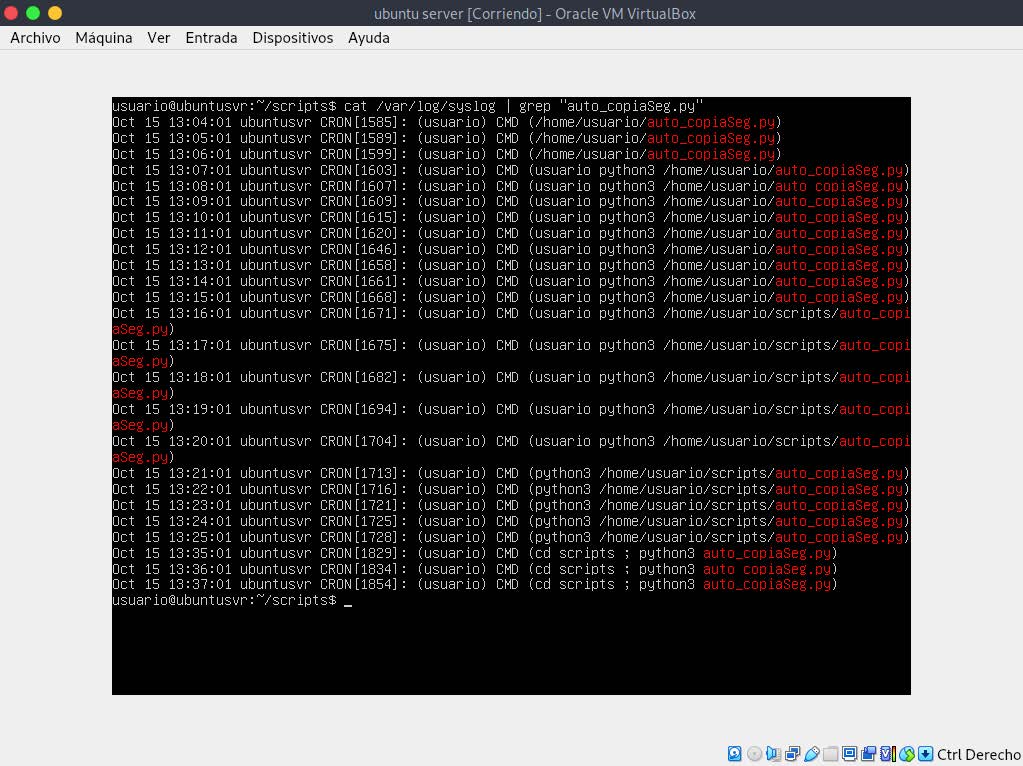 ubuntu server [Corriendo] - Oracle VM VirtualBox
Archivo Máquina Ver Entrada Dispositivos Ayuda
usuario@ubuntusvr:~/scripts$ cat /var/log/syslog | grep "auto_copiaSeg.py"
Oct 15 13:04:01 ubuntusvr CRON[1585]: (usuario) CMD (/home/usuario/auto_copiaSeg.py)
Oct 15 13:05:01 ubuntusvr CRON[1589]: (usuario) CMD (/home/usuario/auto_copiaSeg.py)
Oct 15 13:06:01 ubuntusvr CRON[1599]: (usuario) CMD (/home/usuario/auto_copiaSeg.py)
Oct 15 13:07:01 ubuntusvr CRON[1603]: (usuario) CMD (usuario python3 /home/usuario/auto_copiaSeg.py)
Oct 15 13:08:01 ubuntusvr CRON[1607]: (usuario) CMD (usuario python3 /home/usuario/auto_copiaSeg.py)
Oct 15 13:09:01 ubuntusvr CRON[1609]: (usuario) CMD (usuario python3 /home/usuario/auto_copiaSeg.py)
Oct 15 13:10:01 ubuntusvr CRON[1615]: (usuario) CMD (usuario python3 /home/usuario/auto_copiaSeg.py)
Oct 15 13:11:01 ubuntusvr CRON[1620]: (usuario) CMD (usuario python3 /home/usuario/auto_copiaSeg.py)
Oct 15 13:12:01 ubuntusvr CRON[1646]: (usuario) CMD (usuario python3 /home/usuario/auto_copiaSeg.py)
Oct 15 13:13:01 ubuntusvr CRON[1658]: (usuario) CMD (usuario python3 /home/usuario/auto_copiaSeg.py)
Oct 15 13:14:01 ubuntusvr CRON[1661]: (usuario) CMD (usuario python3 /home/usuario/auto_copiaSeg.py)
Oct 15 13:15:01 ubuntusvr CRON[1668]: (usuario) CMD (usuario python3 /home/usuario/auto_copiaSeg.py)
Oct 15 13:16:01 ubuntusvr CRON[1671]: (usuario) CMD (usuario python3 /home/usuario/scripts/auto_copi
aSeg.py)
Oct 15 13:17:01 ubuntusvr CRON[1675]: (usuario) CMD (usuario python3 /home/usuario/scripts/auto_copi
aSeg.py)
Oct 15 13:18:01 ubuntusvr CRON[1682]: (usuario) CMD (usuario python3 /home/usuario/scripts/auto_copi
aSeg.py)
Oct 15 13:19:01 ubuntusvr CRON[1694]: (usuario) CMD (usuario python3 /home/usuario/scripts/auto_copi
aSeg.py)
Oct 15 13:20:01 ubuntusvr CRON[1704]: (usuario) CMD (usuario python3 /home/usuario/scripts/auto_copi
aSeg.py)
Oct 15 13:21:01 ubuntusvr CRON[1713]: (usuario) CMD (python3 /home/usuario/scripts/auto_copiaSeg.py)
Oct 15 13:22:01 ubuntusvr CRON[1716]: (usuario) CMD (python3 /home/usuario/scripts/auto_copiaSeg.py)
Oct 15 13:23:01 ubuntusvr CRON[1721]: (usuario) CMD (python3 /home/usuario/scripts/auto_copiaSeg.py)
Oct 15 13:24:01 ubuntusvr CRON[1725]: (usuario) CMD (python3 /home/usuario/scripts/auto_copiaSeg.py)
Oct 15 13:25:01 ubuntusvr CRON[1728]: (usuario) CMD (python3 /home/usuario/scripts/auto_copiaSeg.py)
Oct 15 13:35:01 ubuntusvr CRON[1829]: (usuario) CMD (cd scripts ; python3 auto_copiaSeg.py)
Oct 15 13:36:01 ubuntusvr CRON[1834]: (usuario) CMD (cd scripts ; python3 auto_copiaSeg.py)
Oct 15 13:37:01 ubuntusvr CRON[1854]: (usuario) CMD (cd scripts ; python3 auto_copiaSeg.py)
usuario@ubuntusvr:~/scripts$ _
Ctrl Derecho